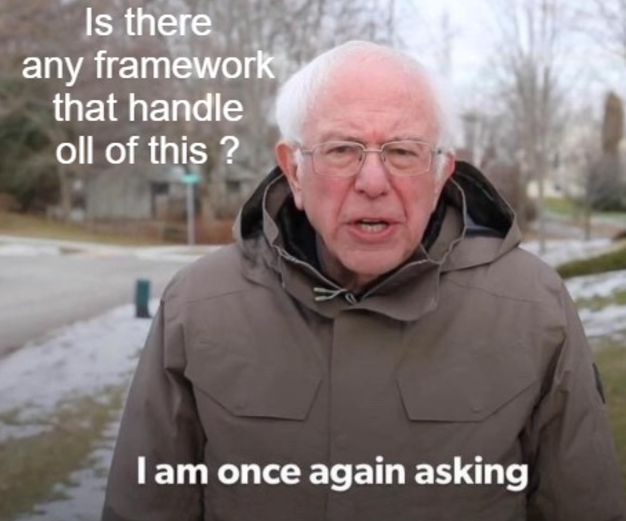 Is there
any framework
that handle
oll of this ?
I am once again asking